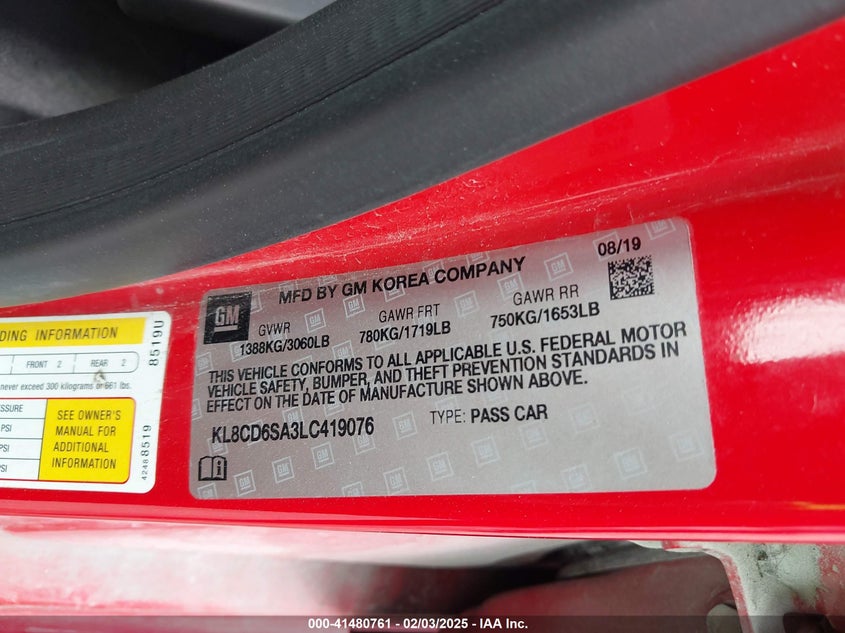 MFD BY GM KOREA COMPANY
08/19
GM
GVWR
1388KG/3060LB
GAWR FRT
780KG/1719LB
GAWR RR
750KG/1653LB
THIS VEHICLE CONFORMS TO ALL APPLICABLE U.S. FEDERAL MOTOR
VEHICLE SAFETY, BUMPER, AND THEFT PREVENTION STANDARDS IN
EFFECT ON THE DATE OF MANUFACTURE SHOWN ABOVE.
KL8CD6SA3LC419076
TYPE: PASS CAR
DING INFORMATION
FRONT 2
REAR 2
never exceed 300 kilograms or 661 lbs.
8519U
SSURE
PSI
PSI
PSI
SEE OWNER'S
MANUAL FOR
ADDITIONAL
INFORMATION
42488519
000-41480761 - 02/03/2025 - IAA Inc.